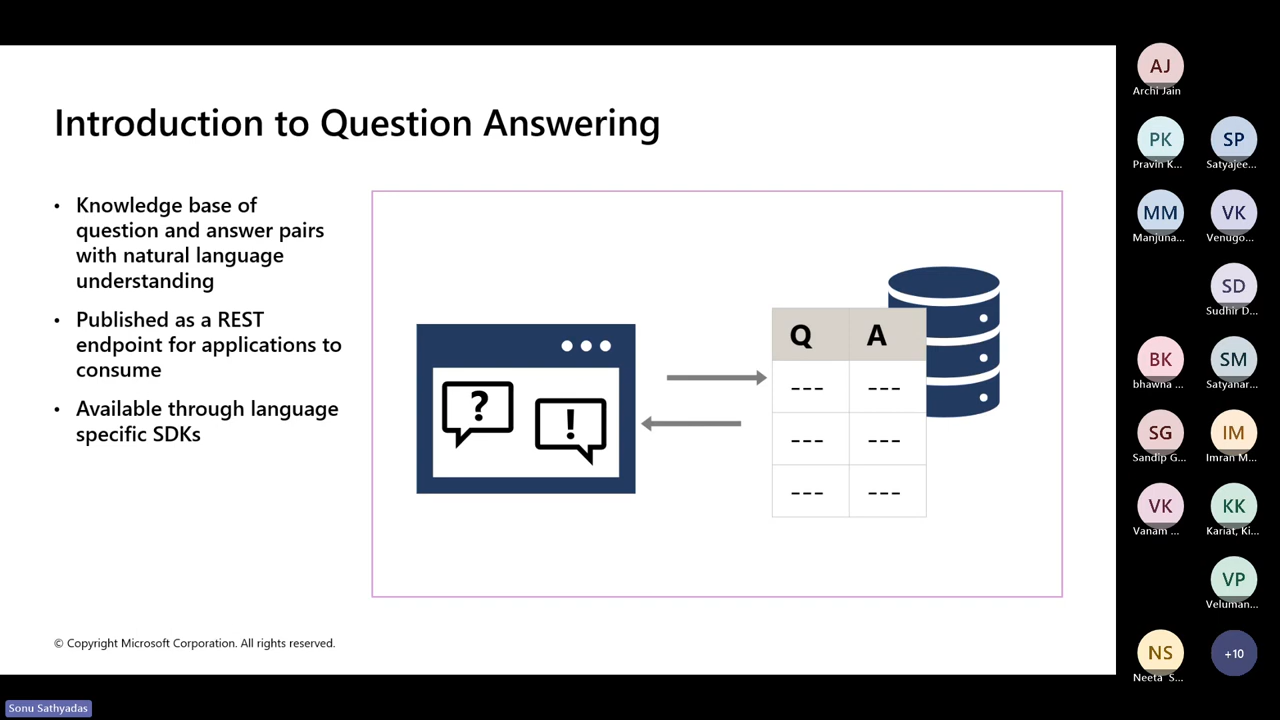 Introduction to Question Answering
• Knowledge base of
question and answer pairs
with natural language
understanding
• Published as a REST
endpoint for applications to
consume
• Available through language
specific SDKs
?
!
Q A
--- ---
--- ---
--- ---
© Copyright Microsoft Corporation. All rights reserved.
AJ
Archi Jain
PK SP
Pravin K... Satyajee...
MM VK
Manjuna... Venugo...
SD
Sudhir D...
BK SM
bhawna ... Satyanar...
SG IM
Sandip G... Imran M...
VK KK
Vanam ... Kariat, Ki...
VP
Veluman...
NS +10
Neeta S...
Sonu Sathyadas